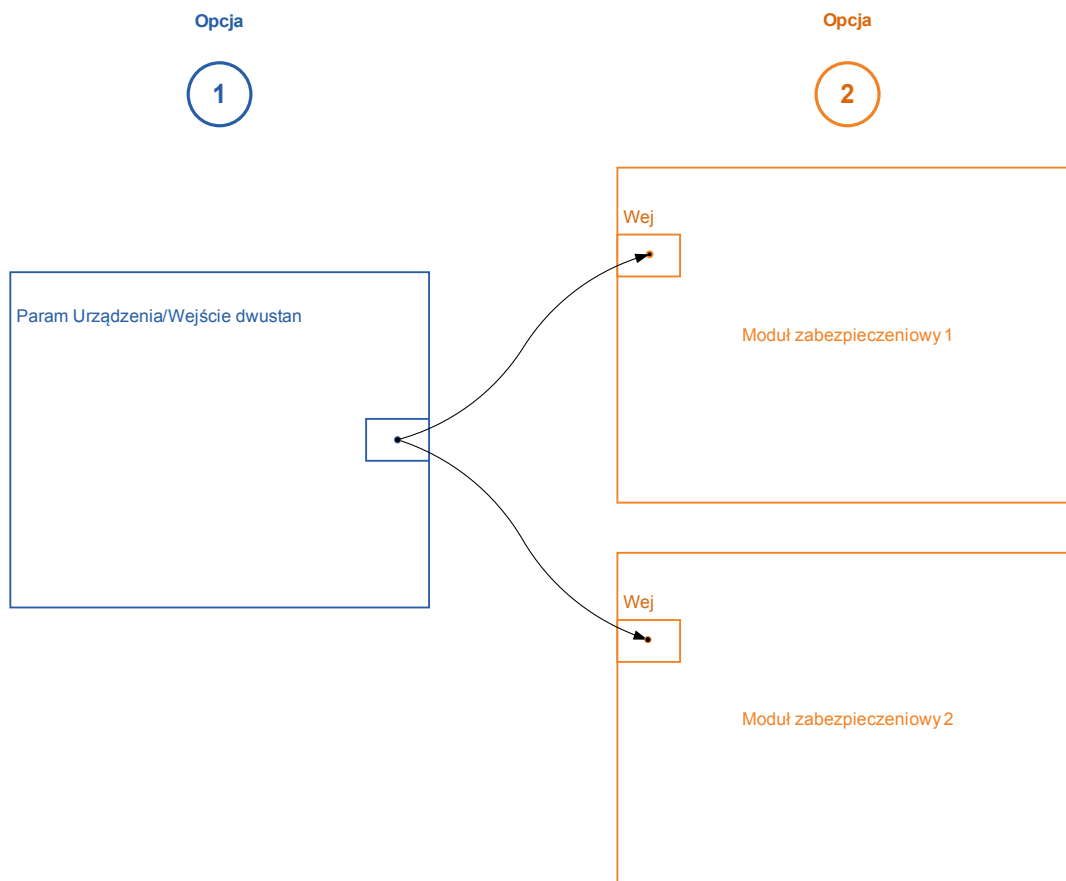 Opcja
1
Opcja
2
Param Urządzenia/Wejście dwustan
Wej
Moduł zabezpieczeniowy 1
Wej
Moduł zabezpieczeniowy 2